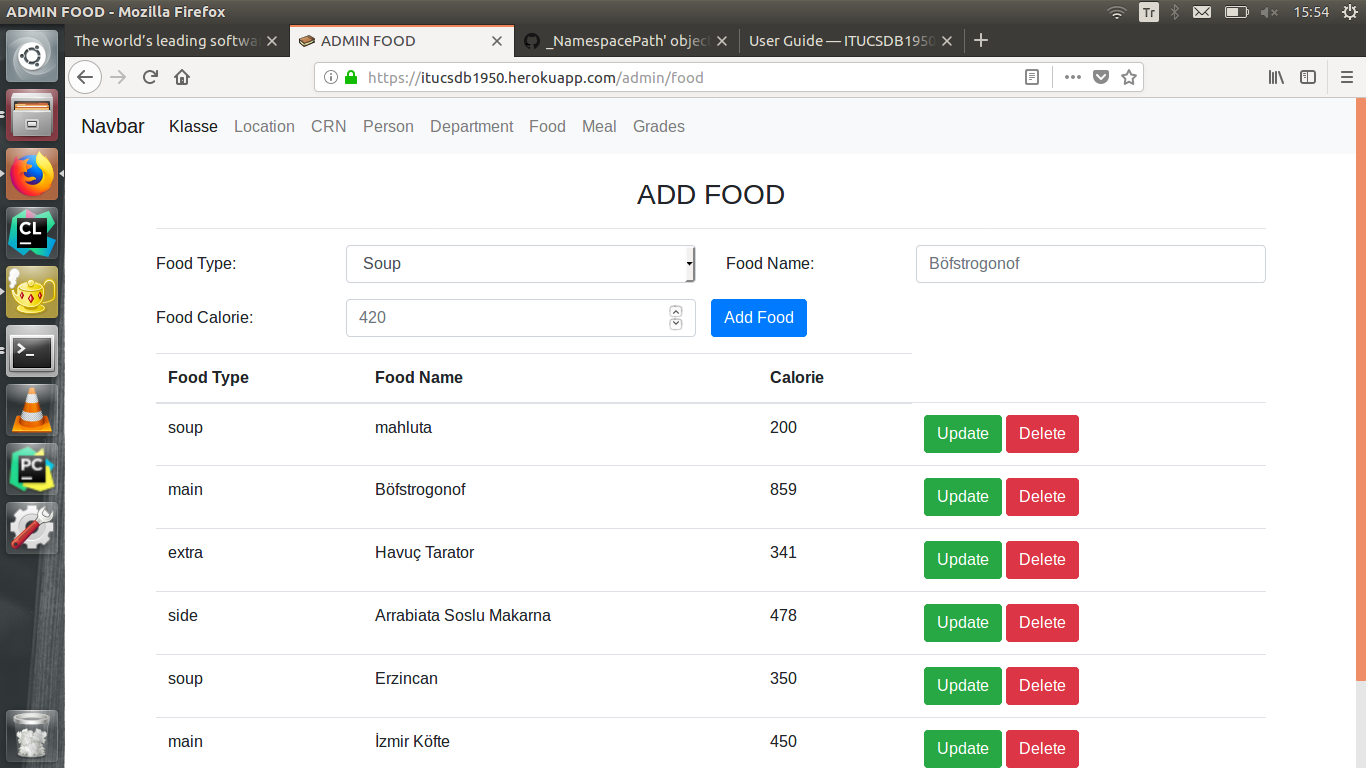 ADMIN FOOD - Mozilla Firefox
Tr
15:54
The world's leading softwa
ADMIN FOOD
_NamespacePath' objec
User Guide — ITUCSDB1950
https://itucsdb1950.herokuapp.com/admin/food
Navbar Klasse Location CRN Person Department Food Meal Grades
ADD FOOD
Food Type: Soup Food Name: Böfstrogonof
Food Calorie: 420 Add Food
Food Type Food Name Calorie
soup mahluta 200 Update Delete
main Böfstrogonof 859 Update Delete
extra Havuç Tarator 341 Update Delete
side Arrabiata Soslu Makarna 478 Update Delete
soup Erzincan 350 Update Delete
main İzmir Köfte 450 Update Delete
CL
PC